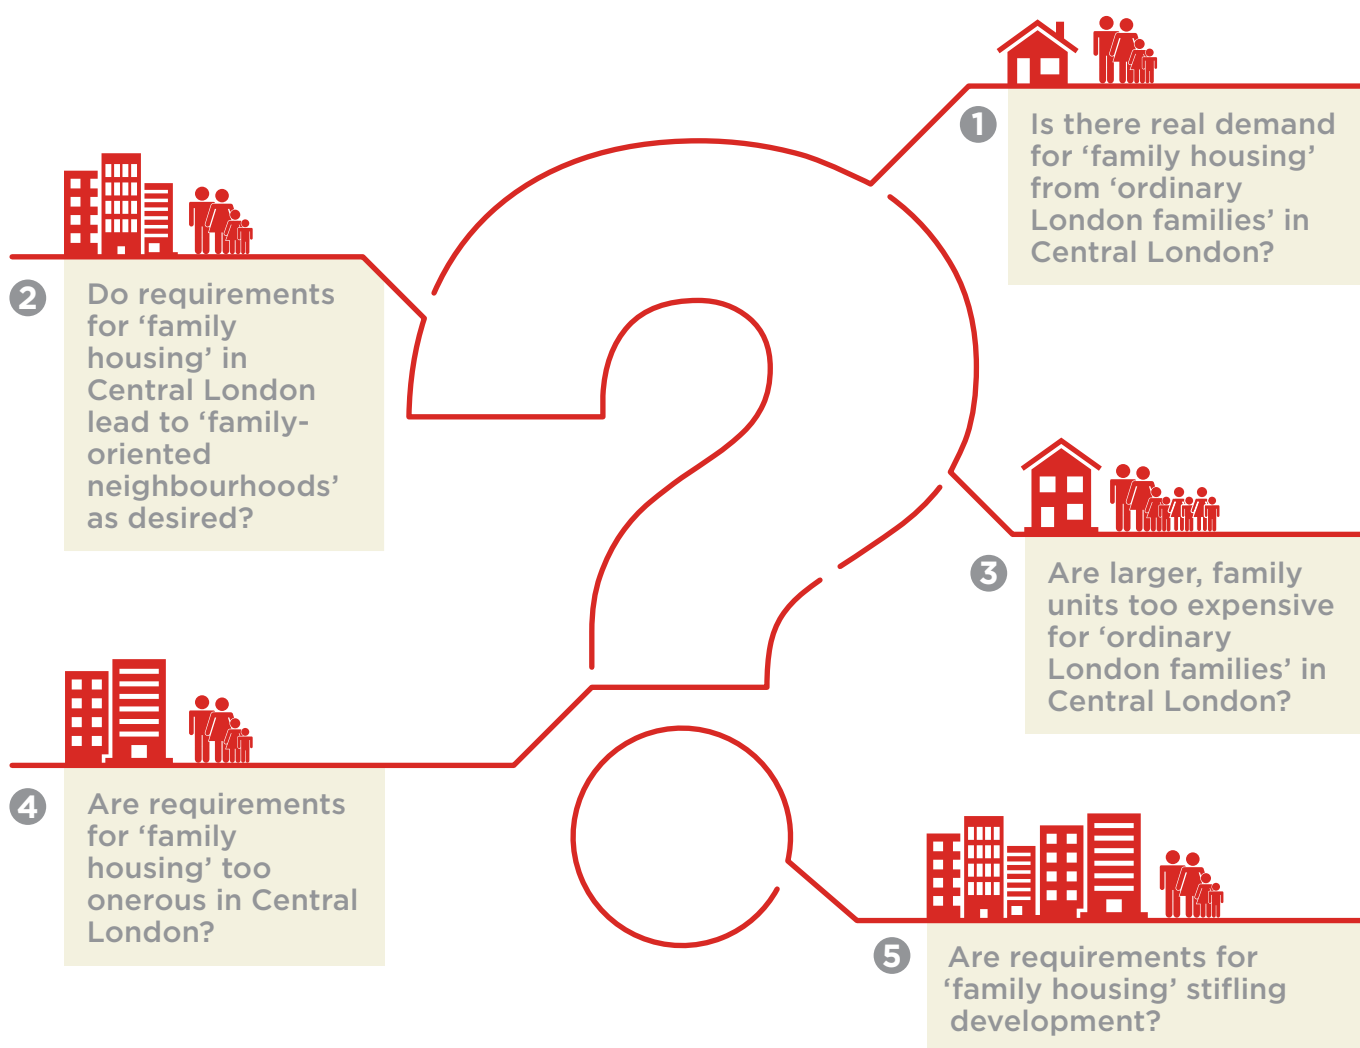 1
Is there real demand
for ‘family housing’
from ‘ordinary
London families’ in
Central London?
2
Do requirements
for ‘family
housing’ in
Central London
lead to ‘family-
oriented
neighbourhoods’
as desired?
3
Are larger, family
units too expensive
for ‘ordinary
London families’ in
Central London?
4
Are requirements
for ‘family
housing’ too
onerous in Central
London?
5
Are requirements for
‘family housing’ stifling
development?